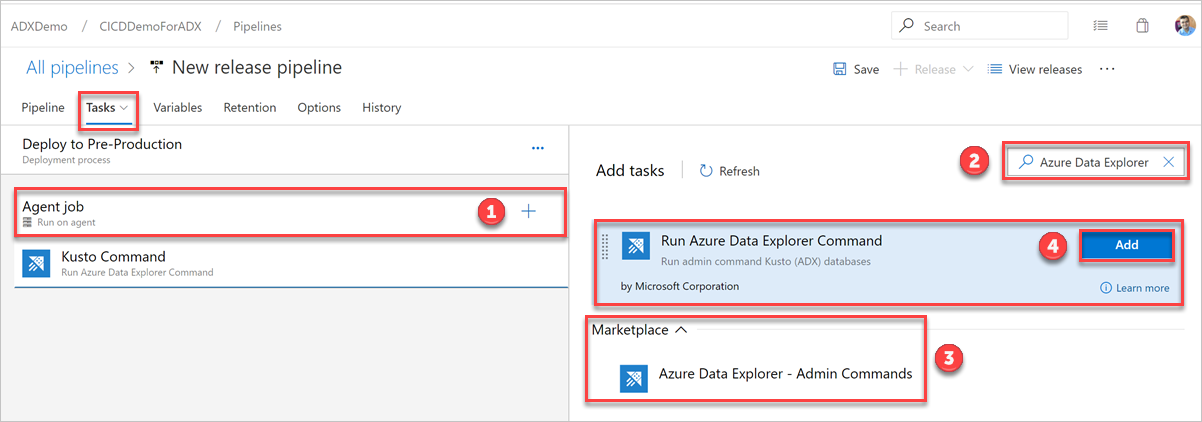 ADXDemo / CICDDemoForADX / Pipelines
Search
All pipelines > New release pipeline
Save
Release
View releases
...
Pipeline
Tasks
Variables
Retention
Options
History
Deploy to Pre-Production
...
Deployment process
Agent job
1
+
Run on agent
Kusto Command
Run Azure Data Explorer Command
Add tasks
Refresh
2
Azure Data Explorer
Run Azure Data Explorer Command
Run admin command Kusto (ADX) databases
4
Add
by Microsoft Corporation
Learn more
Marketplace
3
Azure Data Explorer - Admin Commands